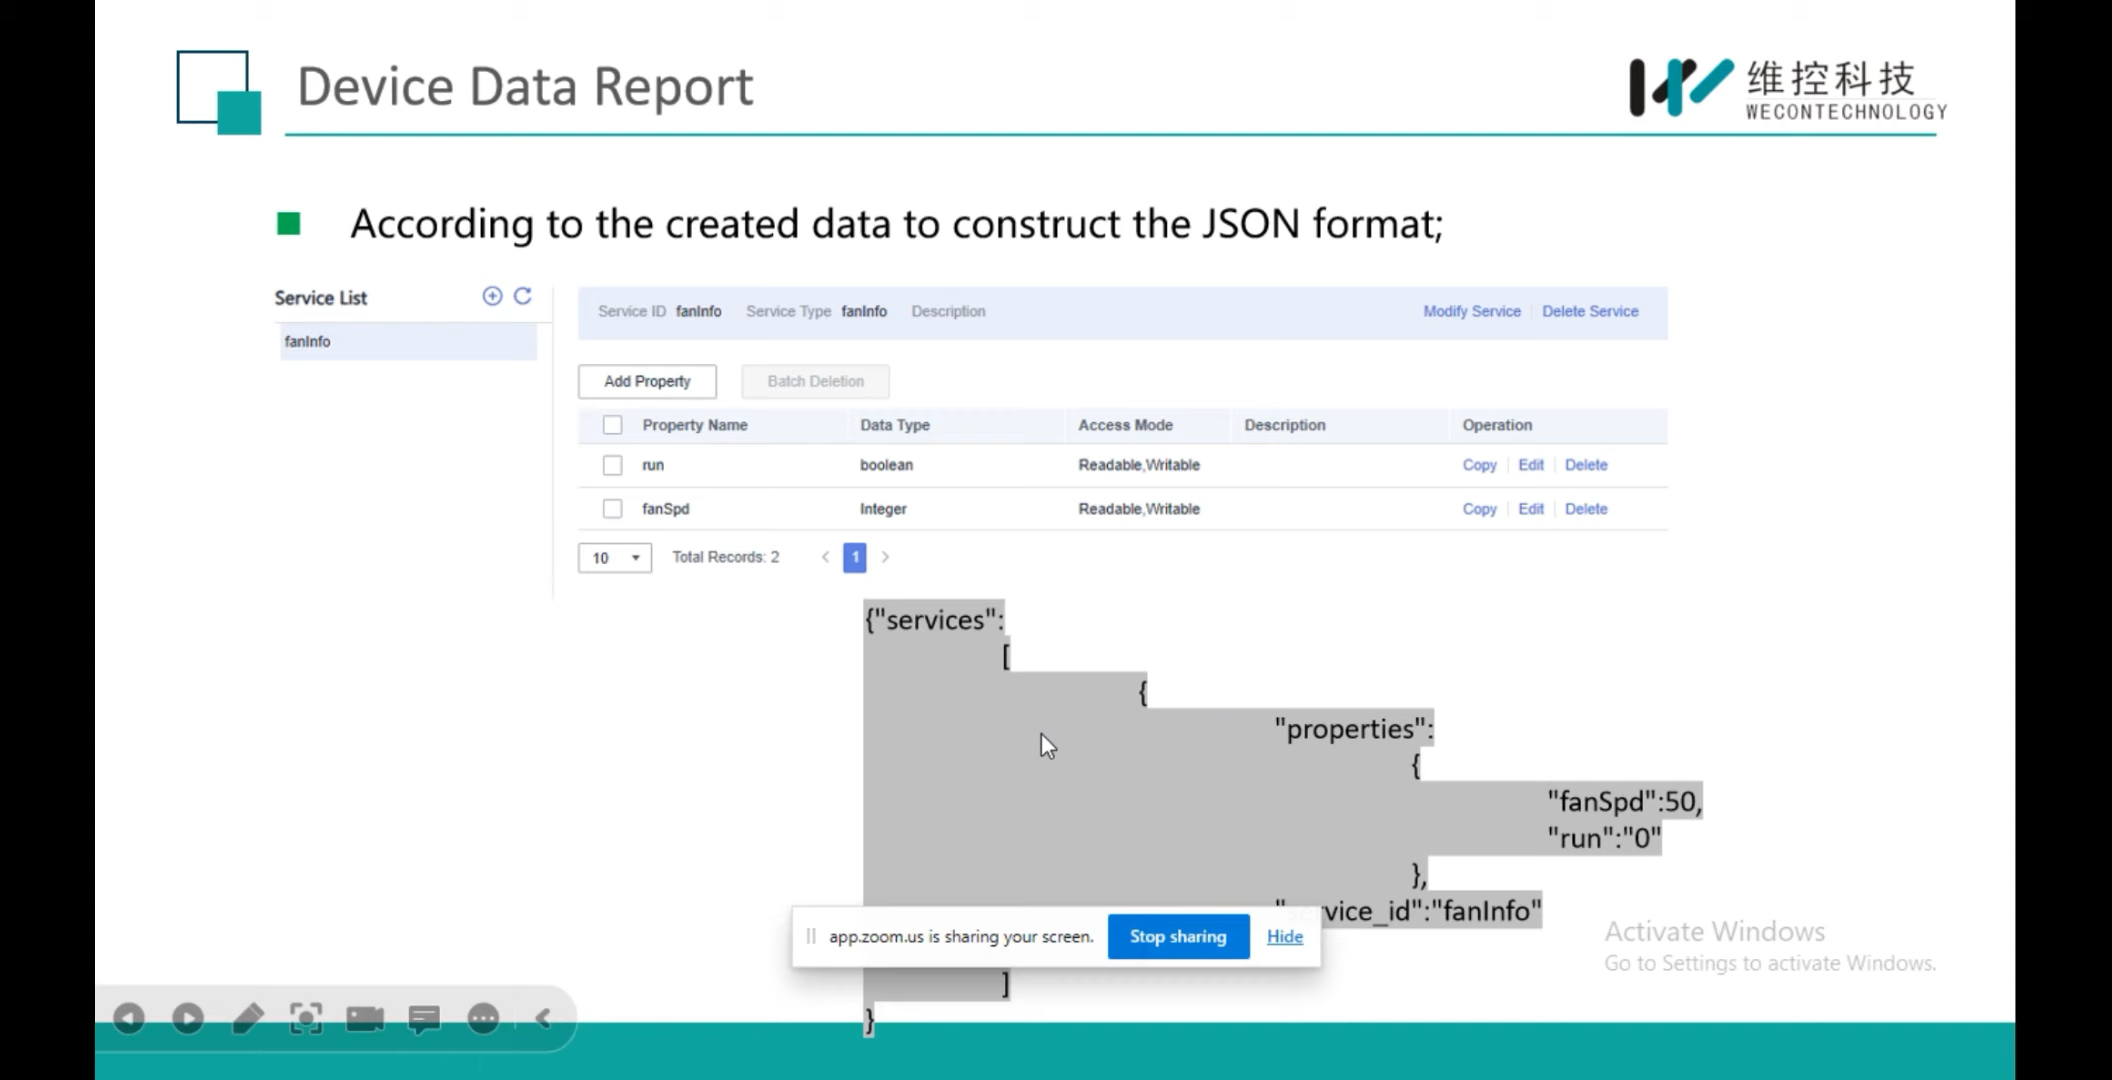 Device Data Report
维控科技
WECONTECHNOLOGY
According to the created data to construct the JSON format;
Service List
fanInfo
Service ID fanInfo Service Type fanInfo Description Modify Service Delete Service
Add Property Batch Deletion
Property Name Data Type Access Mode Description Operation
run boolean Readable,Writable Copy Edit Delete
fanSpd Integer Readable,Writable Copy Edit Delete
10 Total Records: 2 < 1 >
{"services":
[
{
"properties":
{
"fanSpd":50,
"run":"0"
},
vice_id":"fanInfo"
app.zoom.us is sharing your screen. Stop sharing Hide
]
}
Activate Windows
Go to Settings to activate Windows.